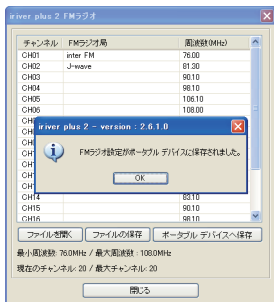 iriver plus 2 FMラジオ
チャンネル FMラジオ局 周波数(MHz)
CH01 inter FM 76.00
CH02 J-wave 81.30
CH03 90.10
CH04 98.10
CH05 106.10
CH06 108.00
iriver plus 2 - version : 2.6.1.0
FMラジオ設定がポータブル デバイスに保存されました。
OK
CH14 83.10
CH15 90.10
CH16 98.10
ファイルを開く ファイルの保存 ポータブル デバイスへ保存
最小周波数: 76.0MHz / 最大周波数 : 108.0MHz
現在のチャンネル: 20 / 最大チャンネル: 20
閉じる